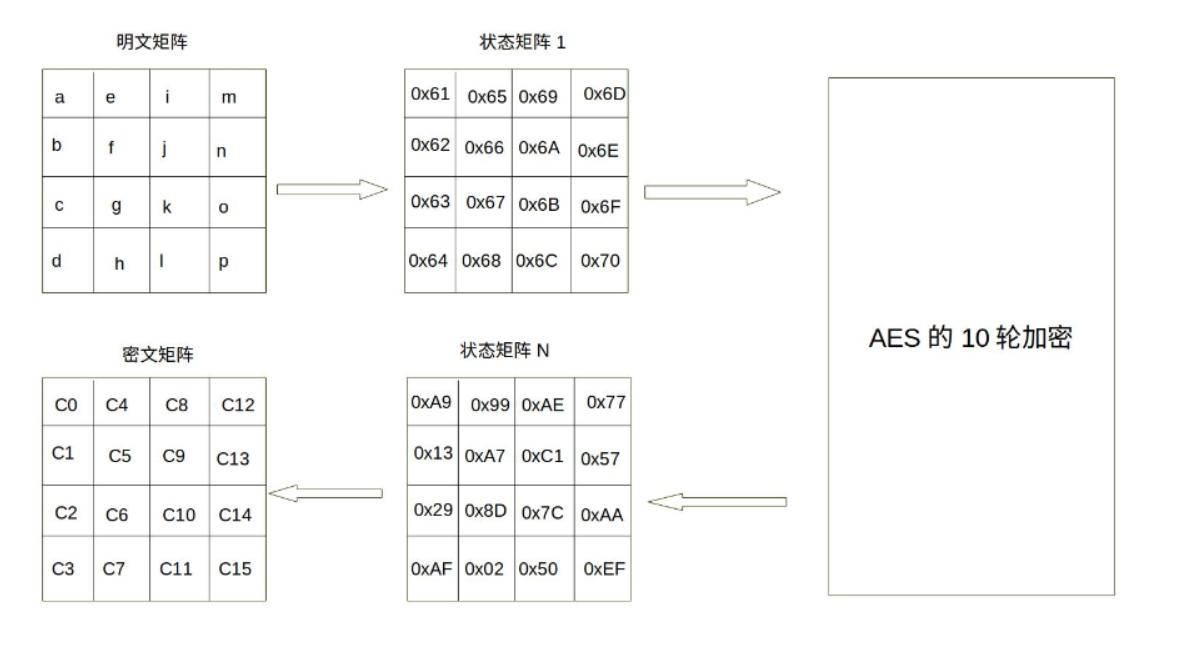 明文矩阵
a e i m
b f j n
c g k o
d h l p
状态矩阵 1
0x61 0x65 0x69 0x6D
0x62 0x66 0x6A 0x6E
0x63 0x67 0x6B 0x6F
0x64 0x68 0x6C 0x70
AES 的 10 轮加密
状态矩阵 N
0xA9 0x99 0xAE 0x77
0x13 0xA7 0xC1 0x57
0x29 0x8D 0x7C 0xAA
0xAF 0x02 0x50 0xEF
密文矩阵
C0 C4 C8 C12
C1 C5 C9 C13
C2 C6 C10 C14
C3 C7 C11 C15